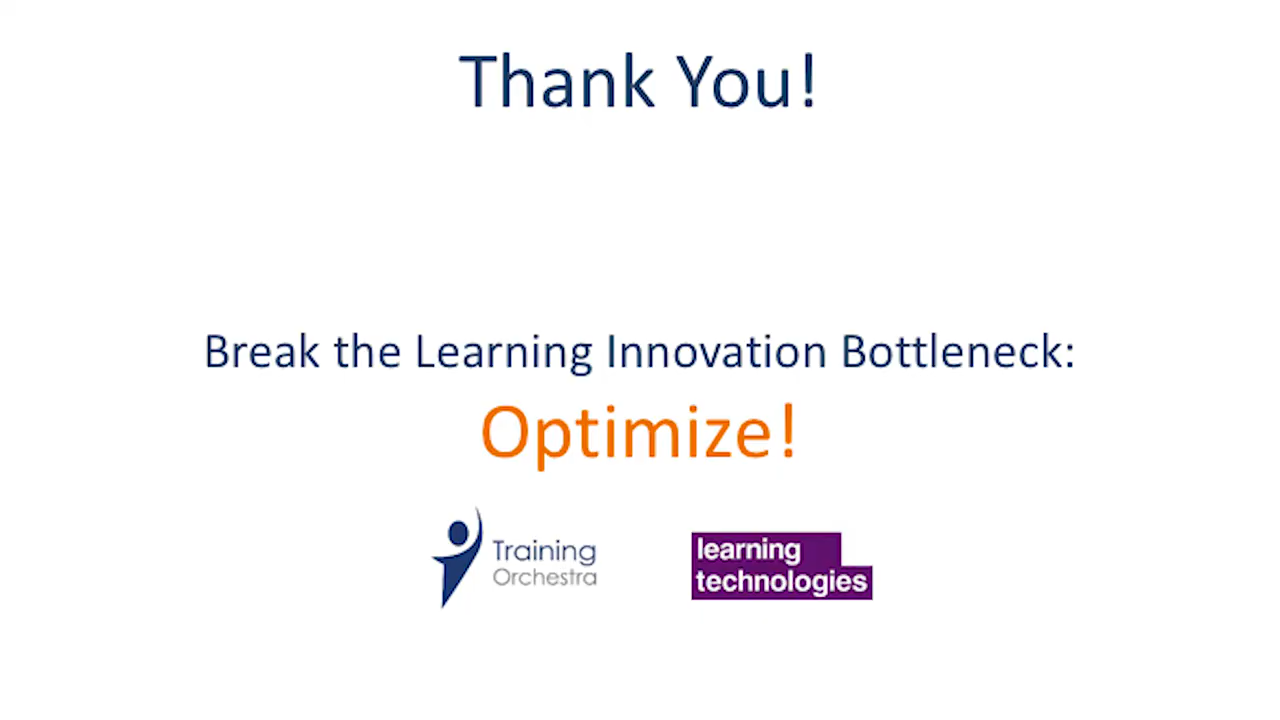 Thank You!
Break the Learning Innovation Bottleneck:
Optimize!
Training
Orchestra
learning
technologies